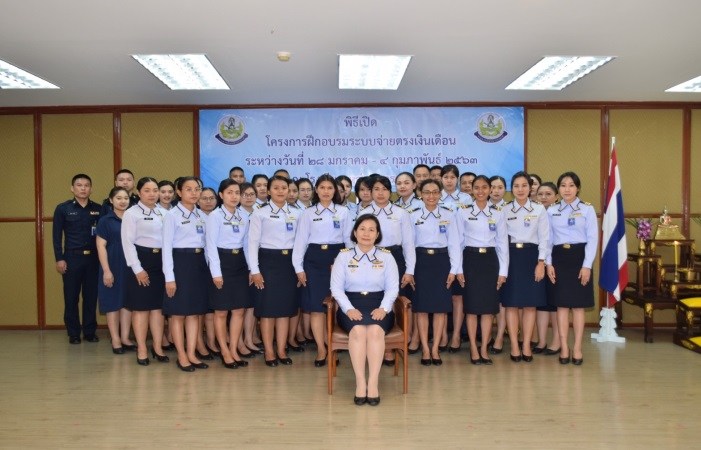 พิธีเปิด
โครงการฝึกอบรมระบบจ่ายตรงเงินเดือน
ระหว่างวันที่ ๒๘ มกราคม - ๔ กุมภาพันธ์ ๒๕๖๓